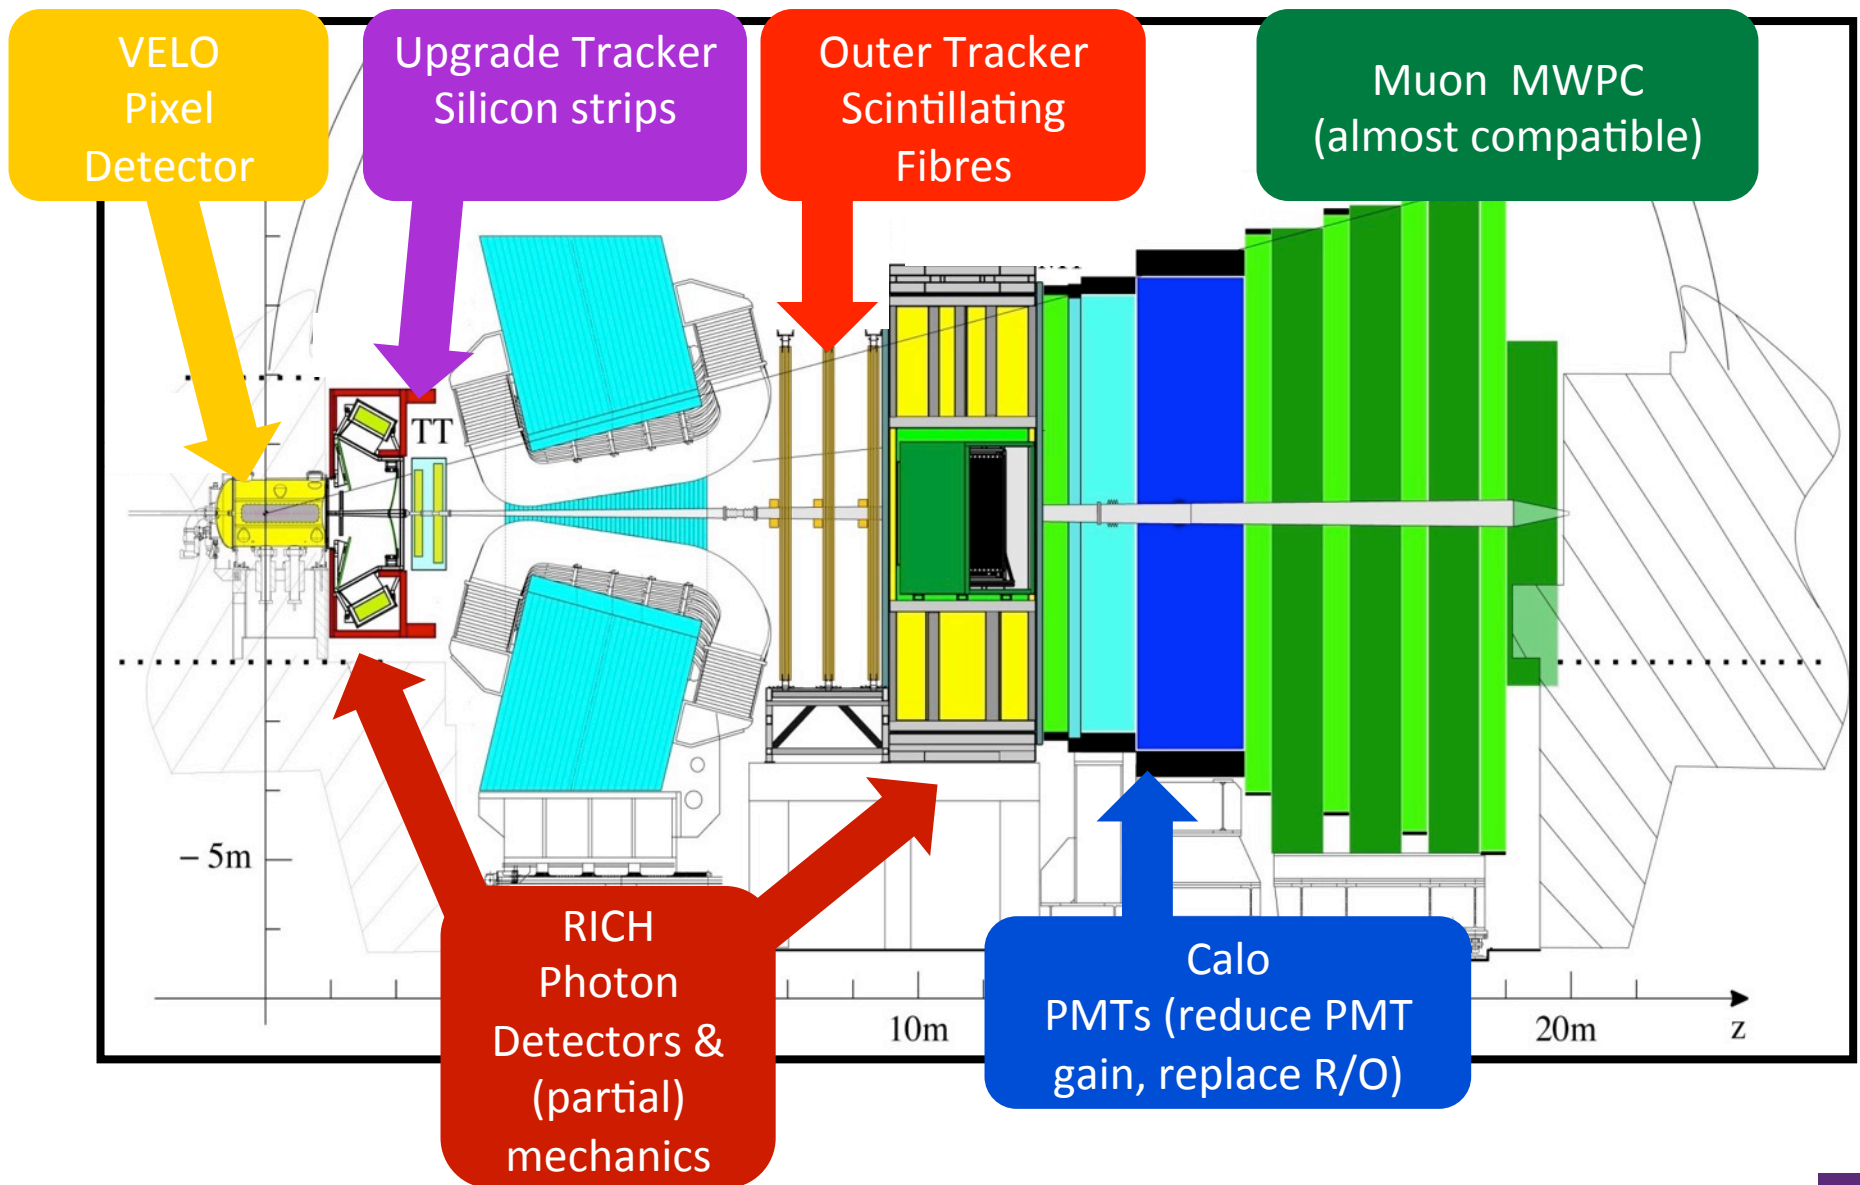 VELO
Pixel
Detector
Upgrade Tracker
Silicon strips
Outer Tracker
Scintillating
Fibres
Muon MWPC
(almost compatible)
TT
– 5m
RICH
Photon
Detectors &
(partial)
mechanics
Calo
PMTs (reduce PMT
gain, replace R/O)
10m
20m
z